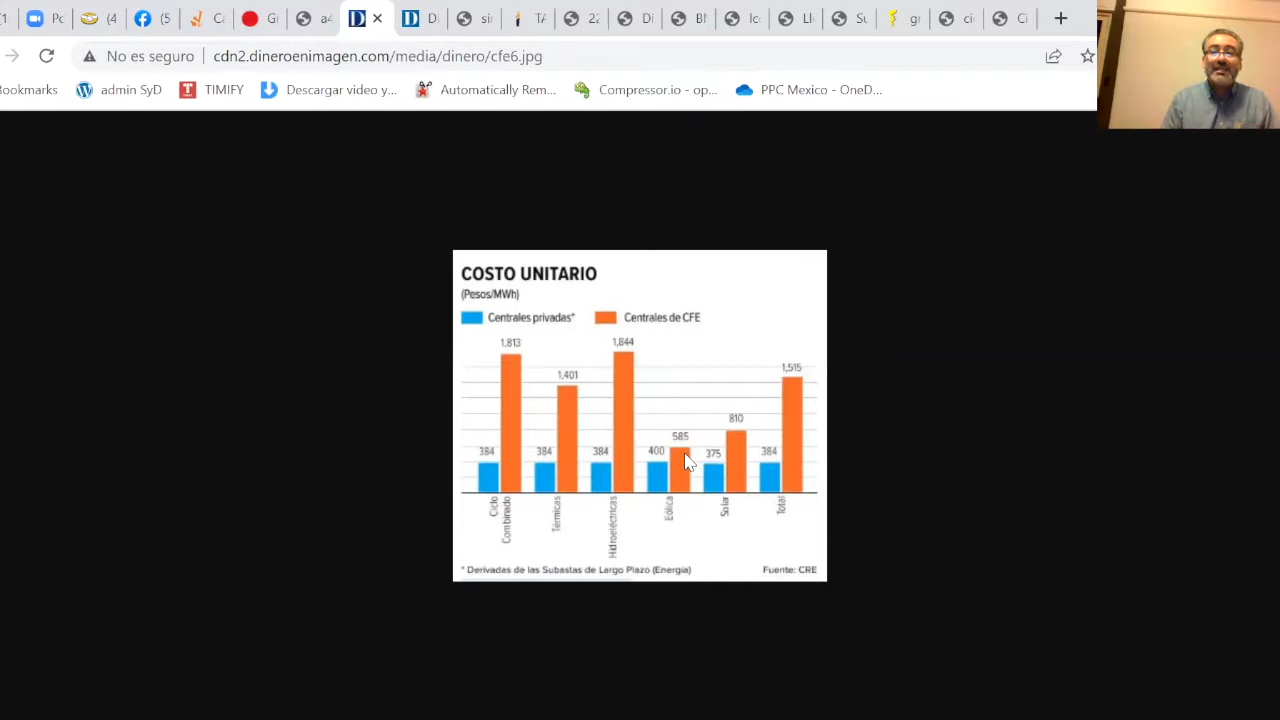 (4
(5
No es seguro
cdn2.dineroenimagen.com/media/dinero/cfe6.jpg
Bookmarks
admin SyD
TIMIFY
Descargar video y...
Automatically Rem...
Compressor.io - op...
PPC Mexico - OneD...
COSTO UNITARIO
(Pesos/MWh)
Centrales privadas*
Centrales de CFE
384
1,813
384
1,401
384
1,844
400
585
375
810
384
1,515
Ciclo
Combinado
Térmicas
Hidroeléctricas
Eólica
Solar
Total
* Derivadas de las Subastas de Largo Plazo (Energía)
Fuente: CRE